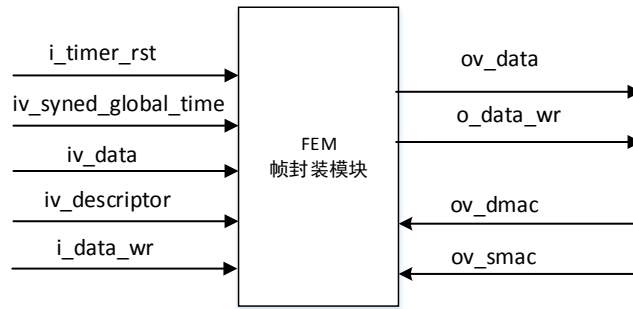 i_timer_rst
iv_syned_global_time
iv_data
iv_descriptor
i_data_wr
FEM
帧封装模块
ov_data
o_data_wr
ov_dmac
ov_smac